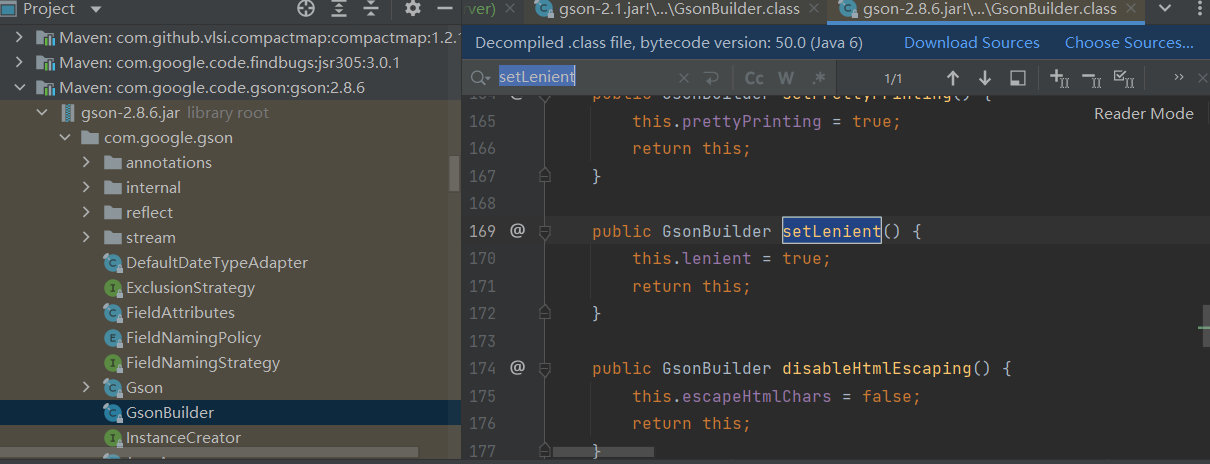 Project
ver)
gson-2.1.jar!\...\GsonBuilder.class
gson-2.8.6.jar!\...\GsonBuilder.class
Maven: com.github.vlsi.compactmap:compactmap:1.2.1
Maven: com.google.code.findbugs:jsr305:3.0.1
Maven: com.google.code.gson:gson:2.8.6
gson-2.8.6.jar library root
com.google.gson
annotations
internal
reflect
stream
DefaultDateTypeAdapter
ExclusionStrategy
FieldAttributes
FieldNamingPolicy
FieldNamingStrategy
Gson
GsonBuilder
InstanceCreator
Decompiled .class file, bytecode version: 50.0 (Java 6) Download Sources Choose Sources...
setLenient Cc W .* 1/1
Reader Mode
164 @ public GsonBuilder setPrettyPrinting() {
165 this.prettyPrinting = true;
166 return this;
167 }
168
169 @ public GsonBuilder setLenient() {
170 this.lenient = true;
171 return this;
172 }
173
174 @ public GsonBuilder disableHtmlEscaping() {
175 this.escapeHtmlChars = false;
176 return this;
177 }